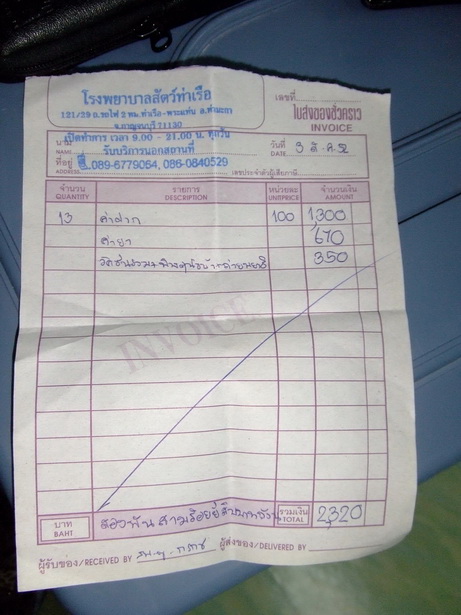 โรงพยาบาลสัตว์ท่าเรือ
121/29 ถ.รถไฟ 2 ทม.ท่าเรือ-พระแท่น อ.ท่ามะกา
จ.กาญจนบุรี 71130
เปิดทำการ เวลา 9.00 - 21.00 น. ทุกวัน
รับบริการนอกสถานที่
089-6779064, 086-0840529
เลขที่
ใบส่งของชั่วคราว
INVOICE
วันที่ 3 ธ.ค. 52
DATE
นาม
NAME
ที่อยู่
ADDRESS
เลขประจำตัวผู้เสียภาษี
จำนวน รายการ หน่วยละ จำนวนเงิน
QUANTITY DESCRIPTION UNITPRICE AMOUNT
13 ค่าฝาก 100 1,300
ค่ายา 670
350
INVOICE
บาท สองพันสามร้อยยี่สิบบาทถ้วน รวมเงิน 2,320
BAHT TOTAL
ผู้รับของ/RECEIVED BY ผู้ส่งของ/DELIVERED BY